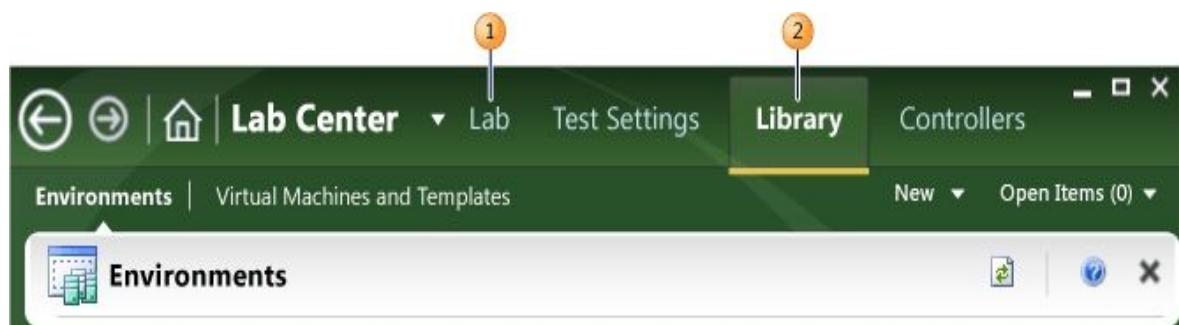 1 2
Lab Center Lab Test Settings Library Controllers
Environments Virtual Machines and Templates New Open Items (0)
Environments